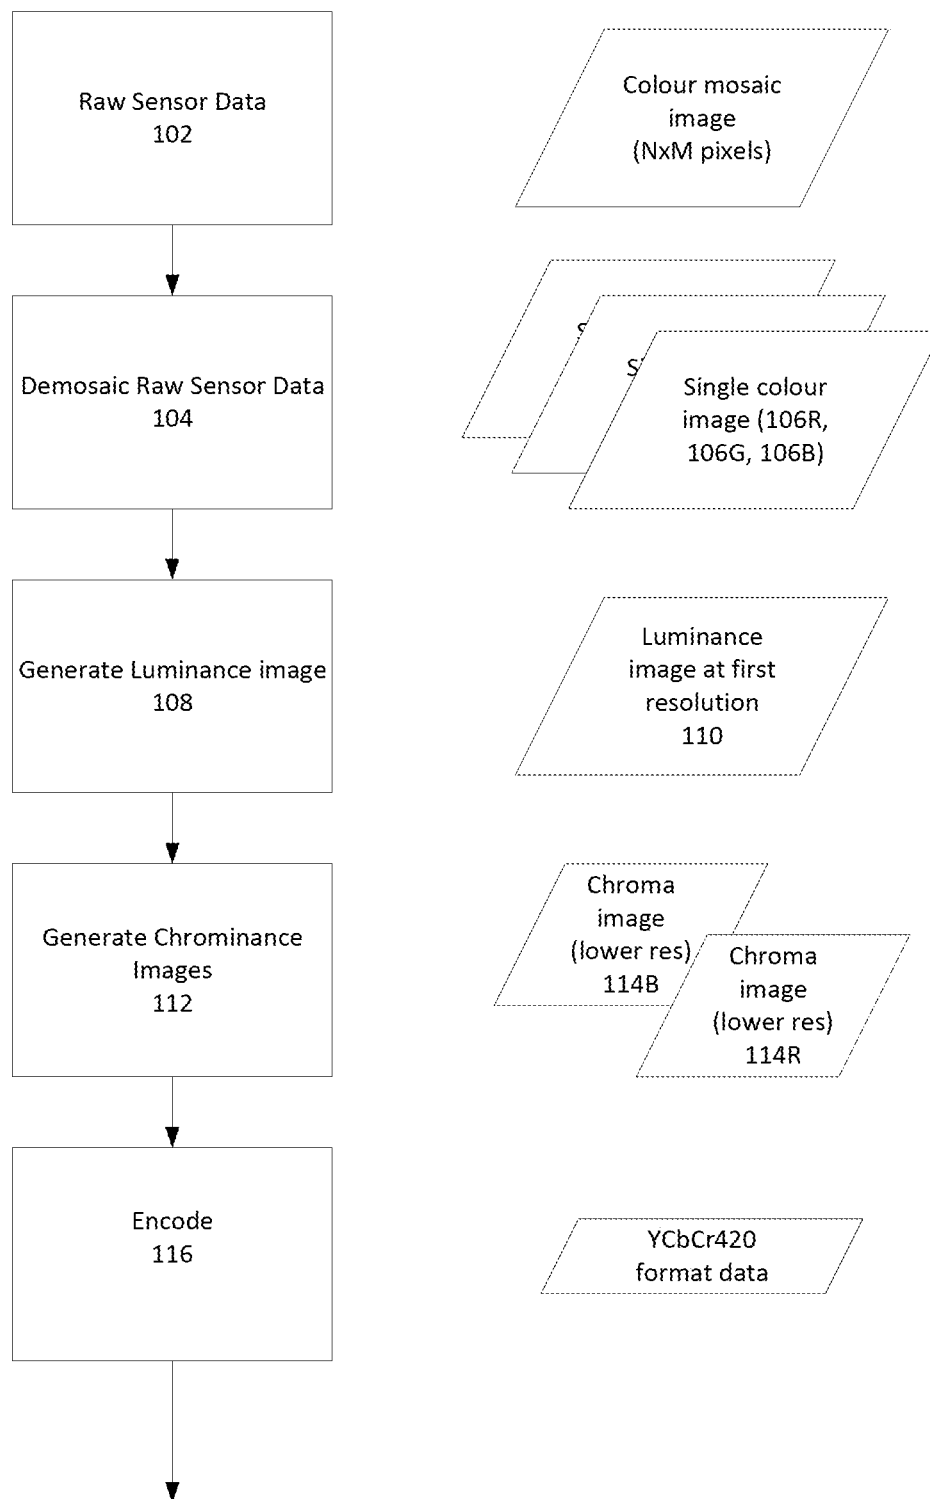 Raw Sensor Data
102
Colour mosaic
image
(NxM pixels)
Demosaic Raw Sensor Data
104
S
Si
Single colour
image (106R,
106G, 106B)
Generate Luminance image
108
Luminance
image at first
resolution
110
Generate Chrominance
Images
112
Chroma
image
(lower res)
114B
Chroma
image
(lower res)
114R
Encode
116
YCbCr420
format data